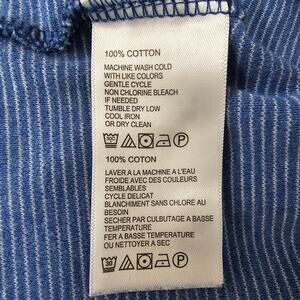 100% COTTON
MACHINE WASH COLD
WITH LIKE COLORS
GENTLE CYCLE
NON CHLORINE BLEACH
IF NEEDED
TUMBLE DRY LOW
COOL IRON
OR DRY CLEAN
P
100% COTON
LAVER A LA MACHINE A L'EAU
FROIDE AVEC DES COULEURS
SEMBLABLES
CYCLE DELICAT
BLANCHIMENT SANS CHLORE AU
BESOIN
SECHER PAR CULBUTAGE A BASSE
TEMPERATURE
FER A BASSE TEMPERATURE
OU NETTOYER A SEC
30 P